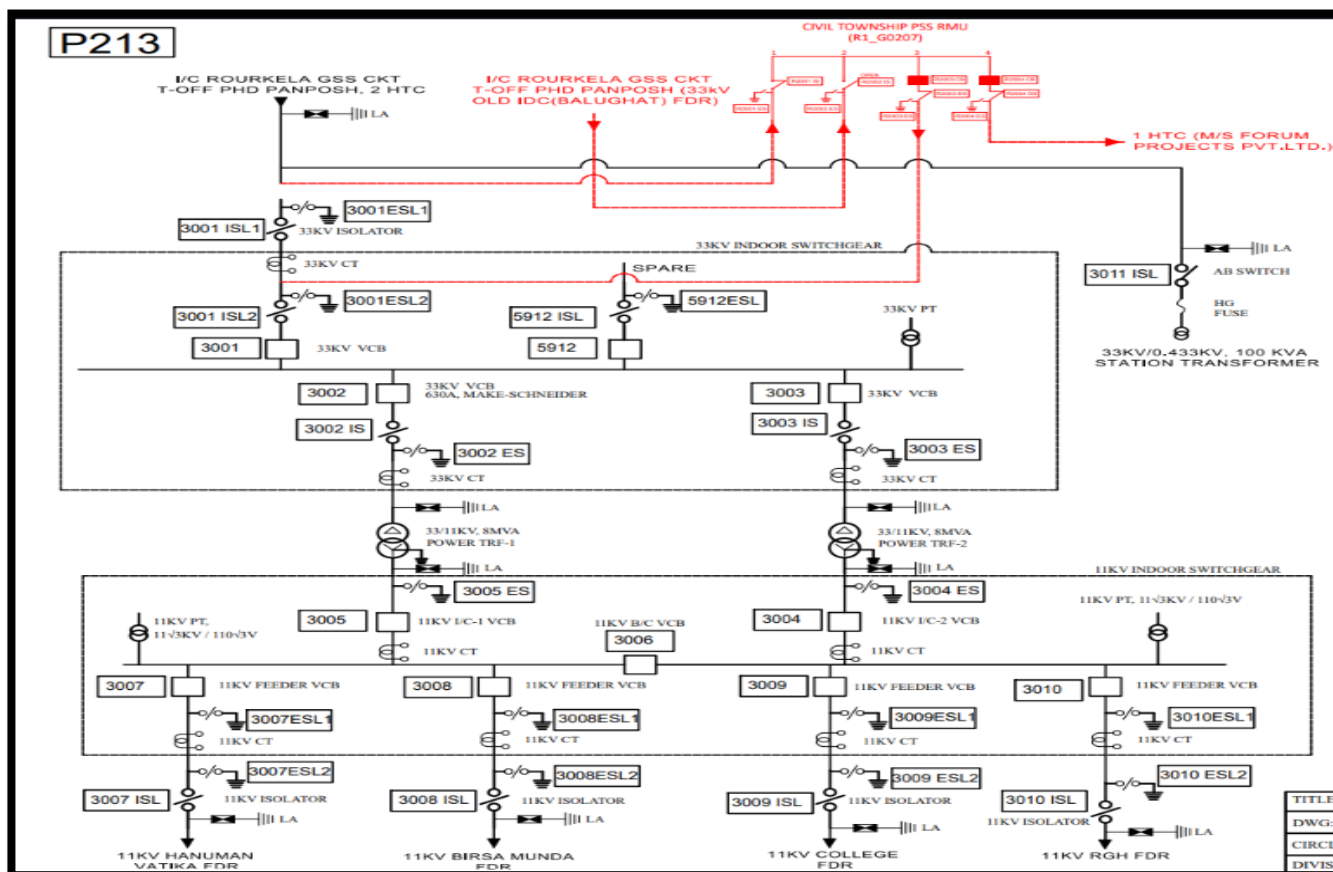 P213
CIVIL TOWNSHIP PSS RMU
(R1_G0207)
1
2
3
4
OPEN
I/C ROURKELA GSS CKT
T-OFF PHD PANPOSH, 2 HTC
I/C ROURKELA GSS CKT
T-OFF PHD PANPOSH (33kV
OLD IDC(BALUGHAT) FDR)
LA
1 HTC (M/S FORUM
PROJECTS PVT.LTD.)
3001ESL1
3001 ISL1
33KV ISOLATOR
33KV INDOOR SWITCHGEAR
LA
33KV CT
SPARE
3011 ISL
AB SWITCH
3001ESL2
5912ESL
3001 ISL2
5912 ISL
33KV PT
HG
FUSE
3001
33KV VCB
5912
33KV/0.433KV, 100 KVA
STATION TRANSFORMER
3002
33KV VCB
630A, MAKE-SCHNEIDER
3003
33KV VCB
3002 IS
3003 IS
3002 ES
3003 ES
33KV CT
33KV CT
LA
LA
33/11KV, 8MVA
POWER TRF-1
33/11KV, 8MVA
POWER TRF-2
LA
LA
11KV INDOOR SWITCHGEAR
3005 ES
3004 ES
11KV PT,
11√3KV / 110√3V
3005
11KV I/C-1 VCB
11KV B/C VCB
3006
3004
11KV I/C-2 VCB
11KV PT, 11√3KV / 110√3V
11KV CT
11KV CT
3007
11KV FEEDER VCB
3008
11KV FEEDER VCB
3009
11KV FEEDER VCB
3010
11KV FEEDER VCB
3007ESL1
3008ESL1
3009ESL1
3010ESL1
11KV CT
11KV CT
11KV CT
11KV CT
3007ESL2
3008ESL2
3009 ESL2
3010 ESL2
3007 ISL
11KV ISOLATOR
3008 ISL
11KV ISOLATOR
3009 ISL
11KV ISOLATOR
3010 ISL
11KV ISOLATOR
LA
LA
LA
LA
11KV HANUMAN
VATIKA FDR
11KV BIRSA MUNDA
FDR
11KV COLLEGE
FDR
11KV RGH FDR
TITLE
DWG:
CIRCL
DIVIS